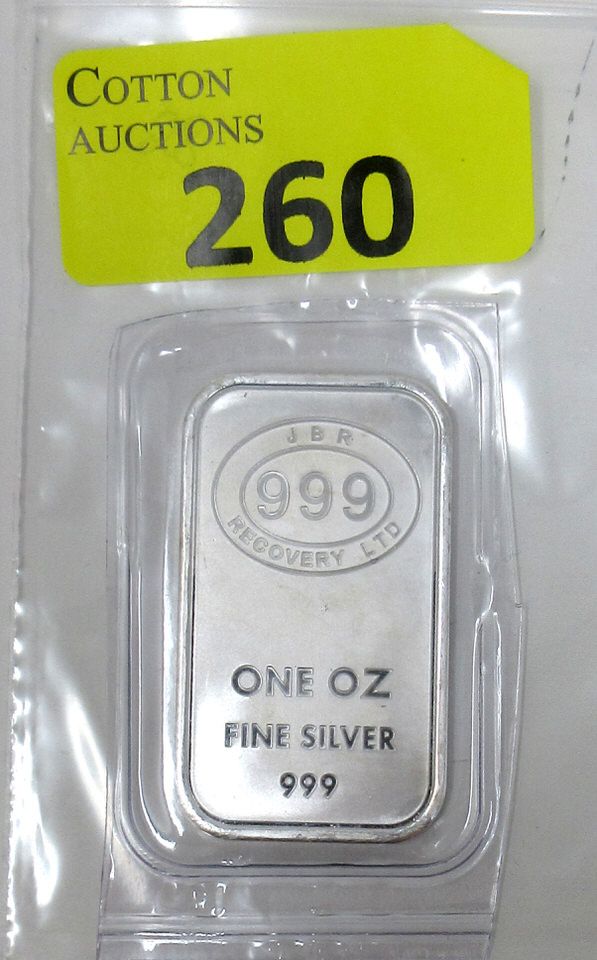 COTTON
AUCTIONS
260
JBR
999
RECOVERY LTD
ONE OZ
FINE SILVER
999